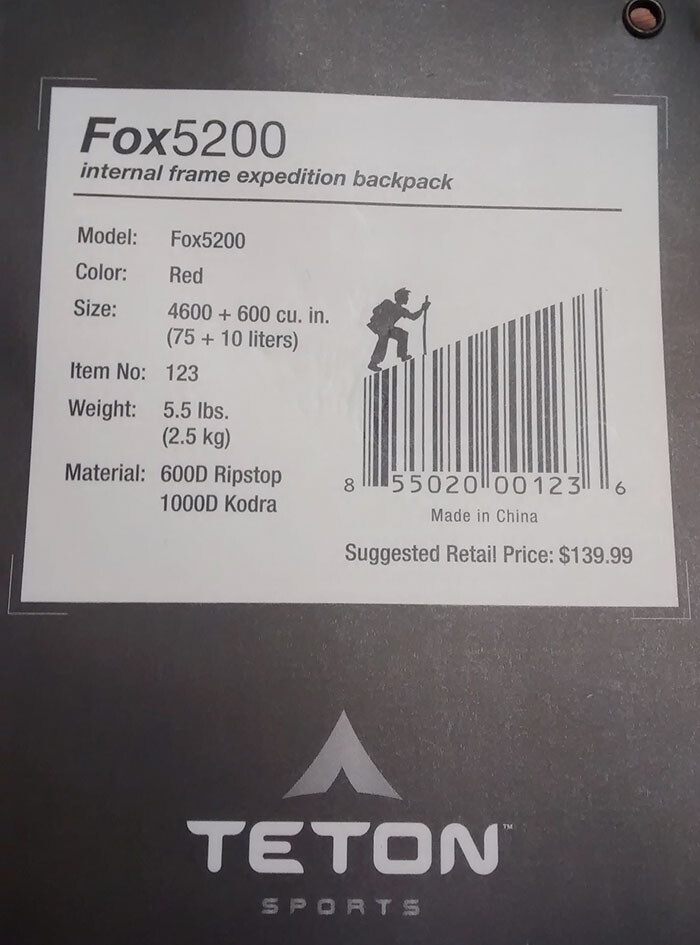 Fox5200
internal frame expedition backpack
Model: Fox5200
Color: Red
Size: 4600 + 600 cu. in.
(75 + 10 liters)
Item No: 123
Weight: 5.5 lbs.
(2.5 kg)
Material: 600D Ripstop
1000D Kodra
8 55020 00123 6
Made in China
Suggested Retail Price: $139.99
TETON™
SPORTS